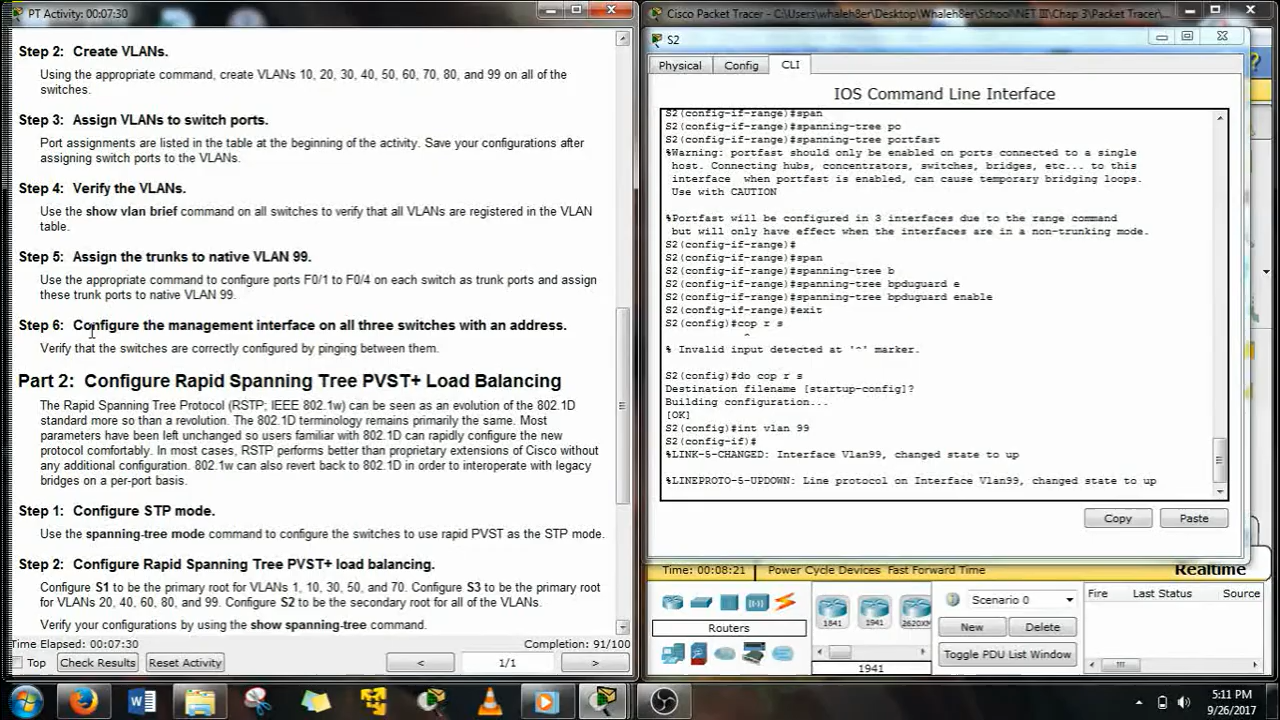 PT Activity: 00:07:30
Step 2: Create VLANs.
Using the appropriate command, create VLANs 10, 20, 30, 40, 50, 60, 70, 80, and 99 on all of the
switches.
Step 3: Assign VLANs to switch ports.
Port assignments are listed in the table at the beginning of the activity. Save your configurations after
assigning switch ports to the VLANs.
Step 4: Verify the VLANs.
Use the show vlan brief command on all switches to verify that all VLANs are registered in the VLAN
table.
Step 5: Assign the trunks to native VLAN 99.
Use the appropriate command to configure ports F0/1 to F0/4 on each switch as trunk ports and assign
these trunk ports to native VLAN 99.
Step 6: Configure the management interface on all three switches with an address.
Verify that the switches are correctly configured by pinging between them.
Part 2: Configure Rapid Spanning Tree PVST+ Load Balancing
The Rapid Spanning Tree Protocol (RSTP; IEEE 802.1w) can be seen as an evolution of the 802.1D
standard more so than a revolution. The 802.1D terminology remains primarily the same. Most
parameters have been left unchanged so users familiar with 802.1D can rapidly configure the new
protocol comfortably. In most cases, RSTP performs better than proprietary extensions of Cisco without
any additional configuration. 802.1w can also revert back to 802.1D in order to interoperate with legacy
bridges on a per-port basis.
Step 1: Configure STP mode.
Use the spanning-tree mode command to configure the switches to use rapid PVST as the STP mode.
Step 2: Configure Rapid Spanning Tree PVST+ load balancing.
Configure S1 to be the primary root for VLANs 1, 10, 30, 50, and 70. Configure S3 to be the primary root
for VLANs 20, 40, 60, 80, and 99. Configure S2 to be the secondary root for all of the VLANs.
Verify your configurations by using the show spanning-tree command.
Time Elapsed: 00:07:30
Completion: 91/100
Top
Check Results
Reset Activity
<
1/1
>
Cisco Packet Tracer - C:\Users\whaleh8er\Desktop\Whaleh8er\School\NET III\Chap 3\Packet Tracer\...
S2
Physical
Config
CLI
IOS Command Line Interface
S2(config-if-range)#span
S2(config-if-range)#spanning-tree po
S2(config-if-range)#spanning-tree portfast
%Warning: portfast should only be enabled on ports connected to a single
host. Connecting hubs, concentrators, switches, bridges, etc... to this
interface when portfast is enabled, can cause temporary bridging loops.
Use with CAUTION
%Portfast will be configured in 3 interfaces due to the range command
but will only have effect when the interfaces are in a non-trunking mode.
S2(config-if-range)#
S2(config-if-range)#span
S2(config-if-range)#spanning-tree b
S2(config-if-range)#spanning-tree bpduguard e
S2(config-if-range)#spanning-tree bpduguard enable
S2(config-if-range)#exit
S2(config)#cop r s
^
% Invalid input detected at '^' marker.
S2(config)#do cop r s
Destination filename [startup-config]?
Building configuration...
[OK]
S2(config)#int vlan 99
S2(config-if)#
%LINK-5-CHANGED: Interface Vlan99, changed state to up
%LINEPROTO-5-UPDOWN: Line protocol on Interface Vlan99, changed state to up
Copy
Paste
Time: 00:08:21
Power Cycle Devices Fast Forward Time
Realtime
Routers
1841
1941
2620XM
1941
Scenario 0
New
Delete
Toggle PDU List Window
Fire
Last Status
Source
5:11 PM
9/26/2017